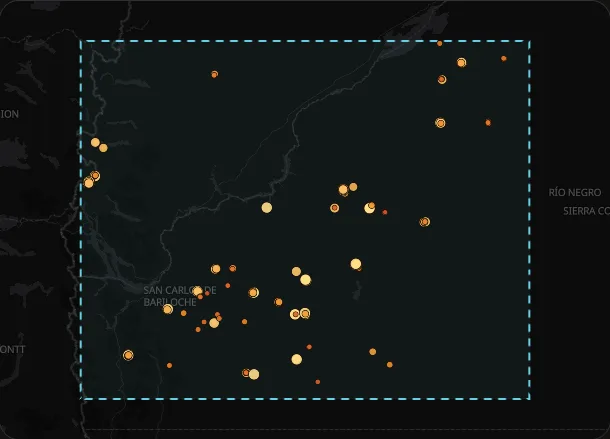 ION
RÍO NEGRO
SIERRA CO
SAN CARLOS DE
BARILOCHE
ONTT